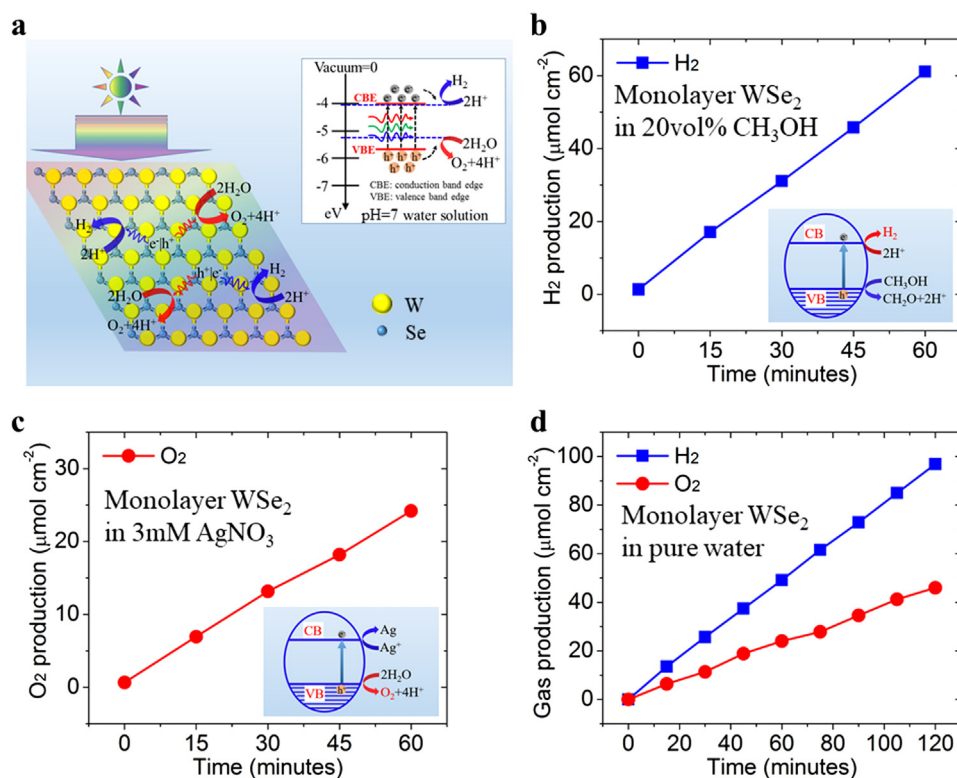 a
Vacuum=0
-4
-5
-6
-7
eV
CBE
VBE
e⁻ e⁻ e⁻
e⁻ e⁻
h⁺ h⁺ h⁺
h⁺ h⁺
H₂
2H⁺
2H₂O
O₂+4H⁺
CBE: conduction band edge
VBE: valence band edge
pH=7 water solution
2H₂O
O₂+4H⁺
H₂
2H⁺
e⁻|h⁺
h⁺|e⁻
H₂
2H⁺
2H₂O
O₂+4H⁺
W
Se
b
H₂
Monolayer WSe₂
in 20vol% CH₃OH
H₂ production (μmol cm⁻²)
60
40
20
0
CB
VB
e⁻
h⁺
H₂
2H⁺
CH₃OH
CH₂O+2H⁺
0 15 30 45 60
Time (minutes)
c
O₂
Monolayer WSe₂
in 3mM AgNO₃
O₂ production (μmol cm⁻²)
30
20
10
0
CB
VB
e⁻
h⁺
Ag
Ag⁺
2H₂O
O₂+4H⁺
0 15 30 45 60
Time (minutes)
d
H₂
O₂
Monolayer WSe₂
in pure water
Gas production (μmol cm⁻²)
100
80
60
40
20
0
0 20 40 60 80 100 120
Time (minutes)